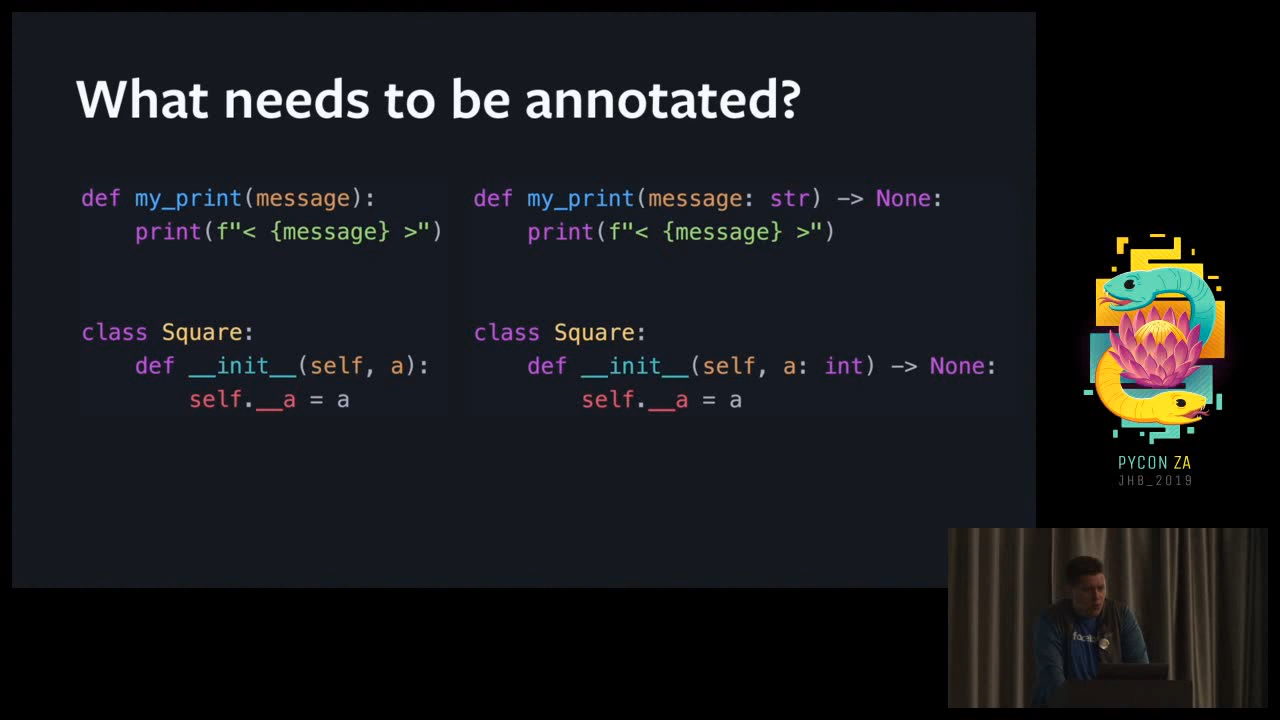 What needs to be annotated?
def my_print(message):
    print(f"< {message} >")
class Square:
    def __init__(self, a):
        self.__a = a
def my_print(message: str) -> None:
    print(f"< {message} >")
class Square:
    def __init__(self, a: int) -> None:
        self.__a = a
PYCON ZA
JHB_2019